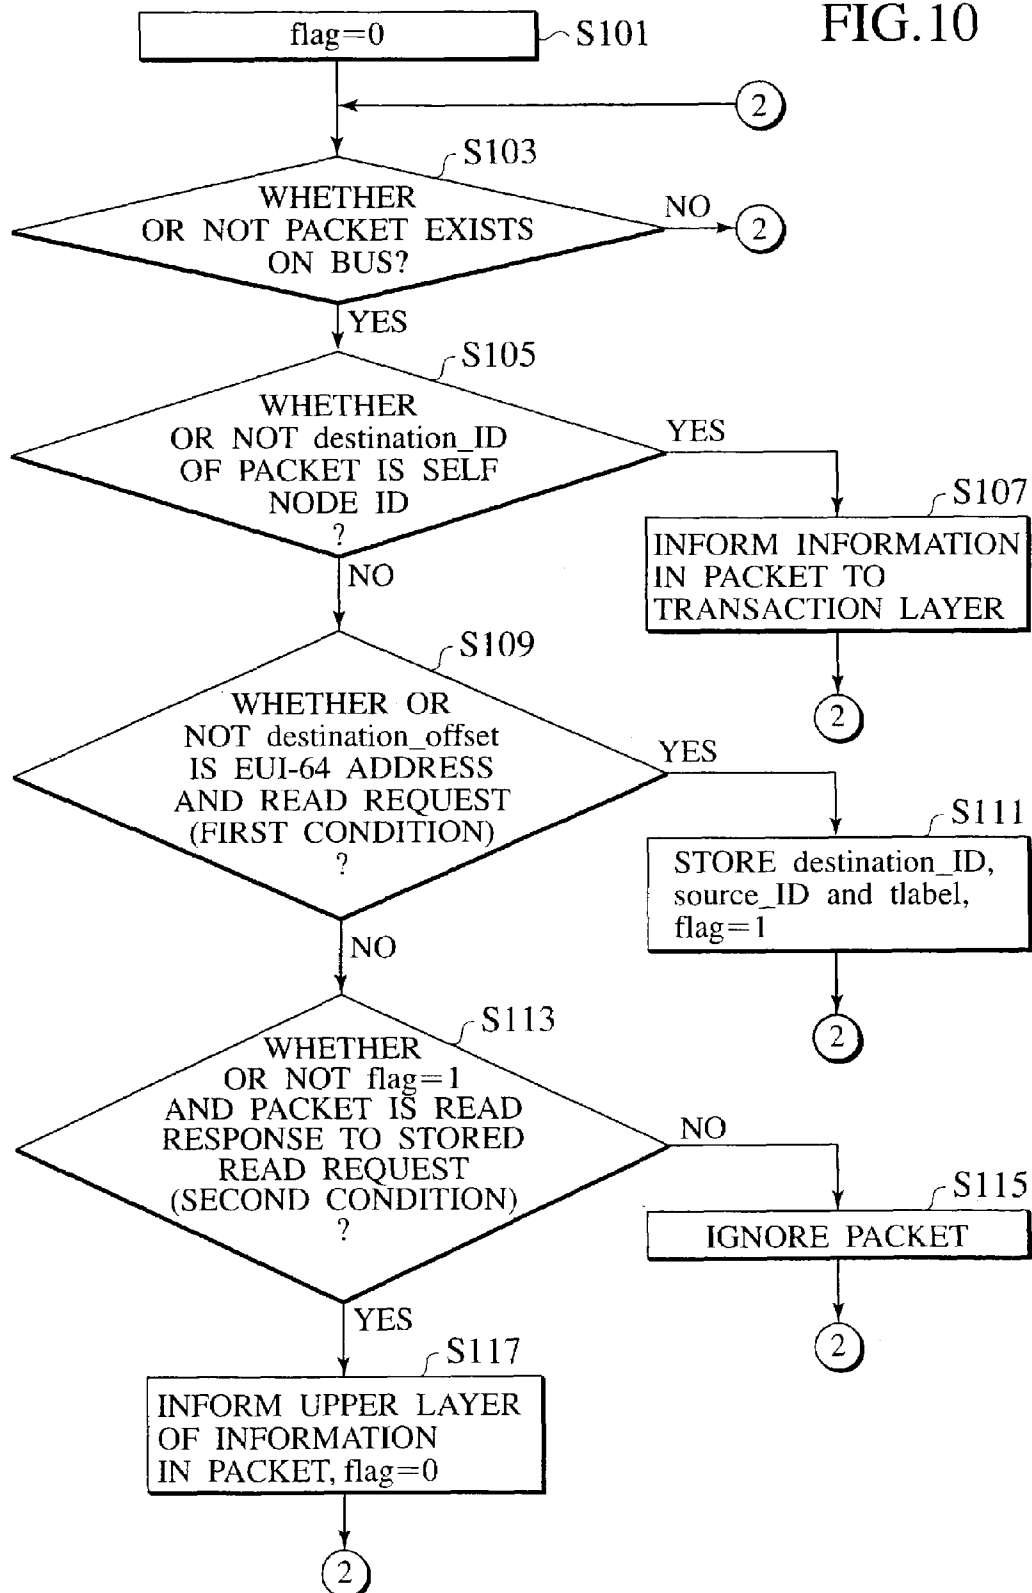 FIG.10
flag=0
S101
2
S103
WHETHER
OR NOT PACKET EXISTS
ON BUS?
NO
2
YES
S105
WHETHER
OR NOT destination_ID
OF PACKET IS SELF
NODE ID
?
YES
S107
INFORM INFORMATION
IN PACKET TO
TRANSACTION LAYER
2
NO
S109
WHETHER OR
NOT destination_offset
IS EUI-64 ADDRESS
AND READ REQUEST
(FIRST CONDITION)
?
YES
S111
STORE destination_ID,
source_ID and tlabel,
flag=1
2
NO
S113
WHETHER
OR NOT flag=1
AND PACKET IS READ
RESPONSE TO STORED
READ REQUEST
(SECOND CONDITION)
?
NO
S115
IGNORE PACKET
2
YES
S117
INFORM UPPER LAYER
OF INFORMATION
IN PACKET, flag=0
2